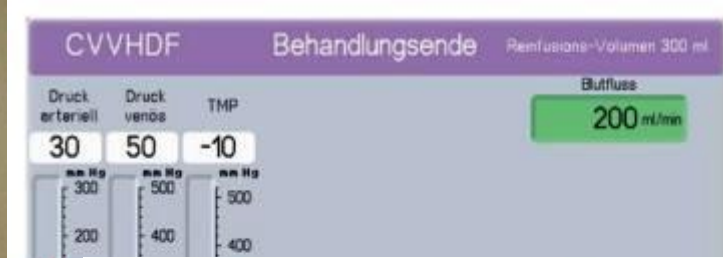 CVVHDF Behandlungsende Reinfusions-Volumen 300 ml
Blutfluss
Druck arteriell Druck venös TMP
200 ml/min
30 50 -10
mm Hg mm Hg mm Hg
300 500 500
200 400 400